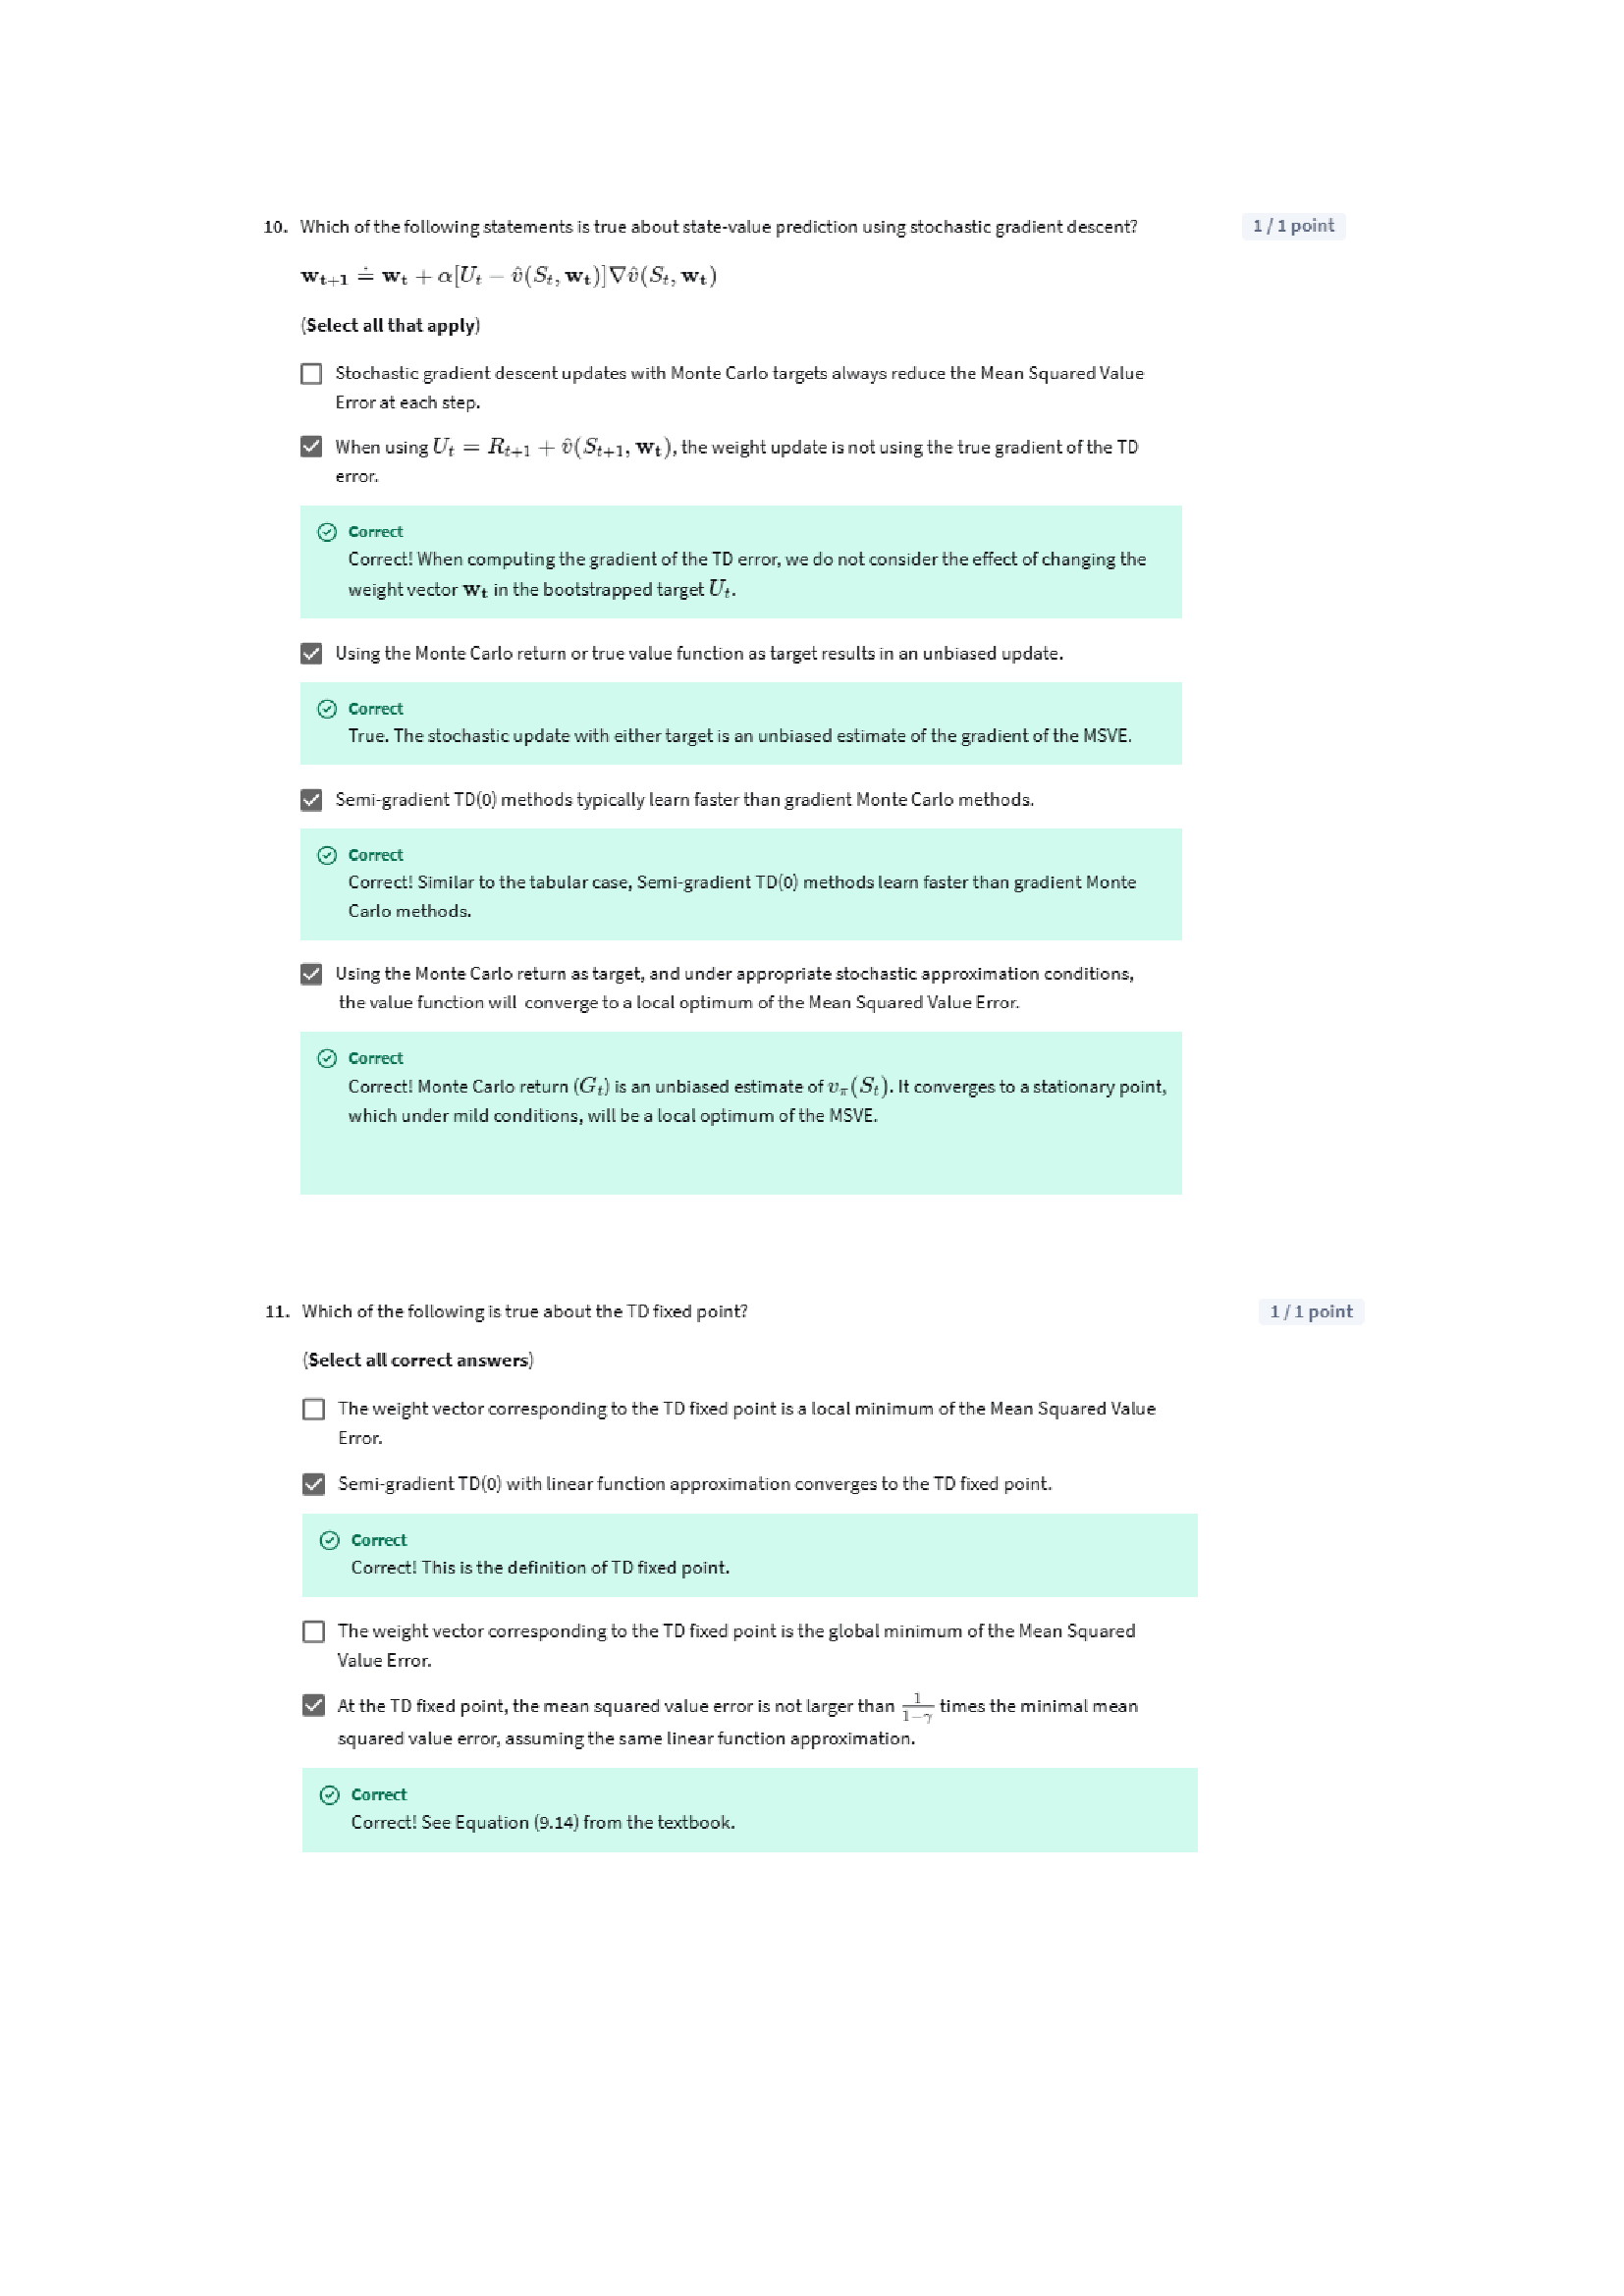 10. Which of the following statements is true about state-value prediction using stochastic gradient descent?
1 / 1 point
w_{t+1} ≐ w_t + α[U_t − v̂(S_t, w_t)]∇v̂(S_t, w_t)
(Select all that apply)
Stochastic gradient descent updates with Monte Carlo targets always reduce the Mean Squared Value
Error at each step.
When using U_t = R_{t+1} + v̂(S_{t+1}, w_t), the weight update is not using the true gradient of the TD
error.
Correct
Correct! When computing the gradient of the TD error, we do not consider the effect of changing the
weight vector w_t in the bootstrapped target U_t.
Using the Monte Carlo return or true value function as target results in an unbiased update.
Correct
True. The stochastic update with either target is an unbiased estimate of the gradient of the MSVE.
Semi-gradient TD(0) methods typically learn faster than gradient Monte Carlo methods.
Correct
Correct! Similar to the tabular case, Semi-gradient TD(0) methods learn faster than gradient Monte
Carlo methods.
Using the Monte Carlo return as target, and under appropriate stochastic approximation conditions,
the value function will converge to a local optimum of the Mean Squared Value Error.
Correct
Correct! Monte Carlo return (G_t) is an unbiased estimate of v_π(S_t). It converges to a stationary point,
which under mild conditions, will be a local optimum of the MSVE.
11. Which of the following is true about the TD fixed point?
1 / 1 point
(Select all correct answers)
The weight vector corresponding to the TD fixed point is a local minimum of the Mean Squared Value
Error.
Semi-gradient TD(0) with linear function approximation converges to the TD fixed point.
Correct
Correct! This is the definition of TD fixed point.
The weight vector corresponding to the TD fixed point is the global minimum of the Mean Squared
Value Error.
At the TD fixed point, the mean squared value error is not larger than 1/(1−γ) times the minimal mean
squared value error, assuming the same linear function approximation.
Correct
Correct! See Equation (9.14) from the textbook.